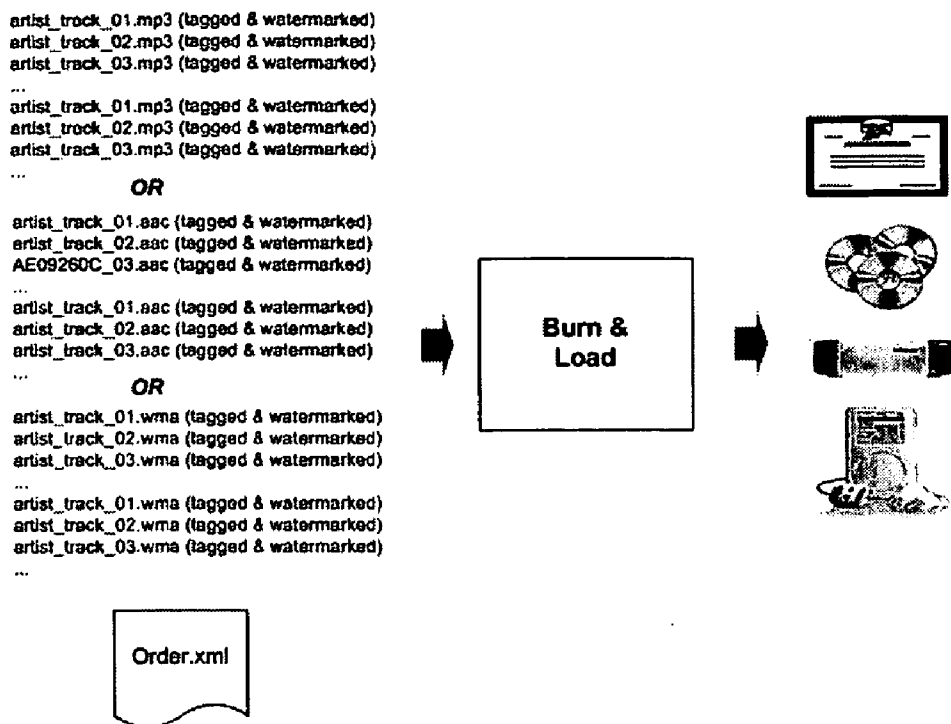 artist_track_01.mp3 (tagged & watermarked)
artist_track_02.mp3 (tagged & watermarked)
artist_track_03.mp3 (tagged & watermarked)
...
artist_track_01.mp3 (tagged & watermarked)
artist_track_02.mp3 (tagged & watermarked)
artist_track_03.mp3 (tagged & watermarked)
...
OR
artist_track_01.aac (tagged & watermarked)
artist_track_02.aac (tagged & watermarked)
AE09260C_03.aac (tagged & watermarked)
...
artist_track_01.aac (tagged & watermarked)
artist_track_02.aac (tagged & watermarked)
artist_track_03.aac (tagged & watermarked)
...
OR
artist_track_01.wma (tagged & watermarked)
artist_track_02.wma (tagged & watermarked)
artist_track_03.wma (tagged & watermarked)
...
artist_track_01.wma (tagged & watermarked)
artist_track_02.wma (tagged & watermarked)
artist_track_03.wma (tagged & watermarked)
...
Order.xml
Burn &
Load